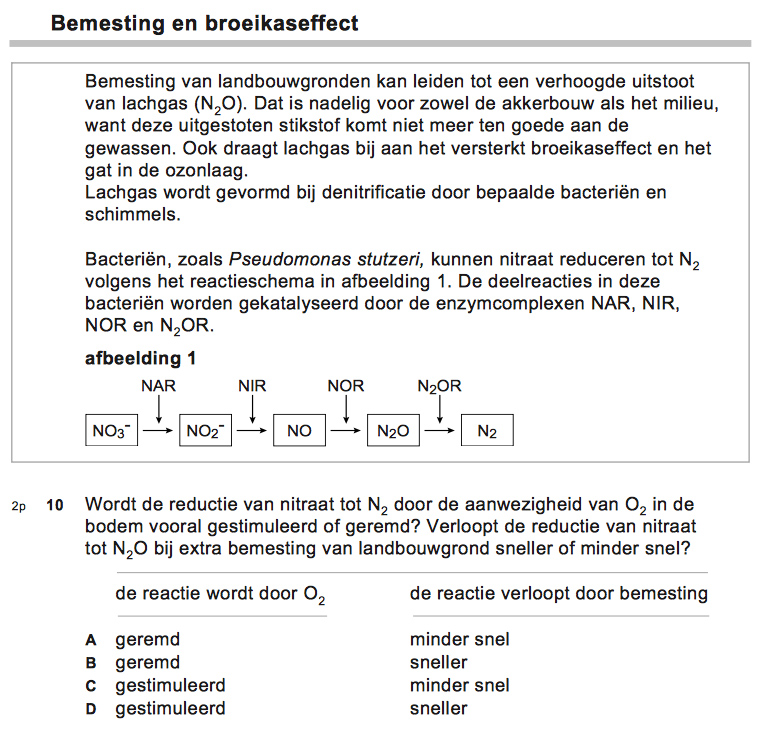 Bemesting en broeikaseffect
Bemesting van landbouwgronden kan leiden tot een verhoogde uitstoot
van lachgas (N₂O). Dat is nadelig voor zowel de akkerbouw als het milieu,
want deze uitgestoten stikstof komt niet meer ten goede aan de
gewassen. Ook draagt lachgas bij aan het versterkt broeikaseffect en het
gat in de ozonlaag.
Lachgas wordt gevormd bij denitrificatie door bepaalde bacteriën en
schimmels.
Bacteriën, zoals Pseudomonas stutzeri, kunnen nitraat reduceren tot N₂
volgens het reactieschema in afbeelding 1. De deelreacties in deze
bacteriën worden gekatalyseerd door de enzymcomplexen NAR, NIR,
NOR en N₂OR.
afbeelding 1
NAR NIR NOR N₂OR
NO₃⁻ NO₂⁻ NO N₂O N₂
2p 10 Wordt de reductie van nitraat tot N₂ door de aanwezigheid van O₂ in de
bodem vooral gestimuleerd of geremd? Verloopt de reductie van nitraat
tot N₂O bij extra bemesting van landbouwgrond sneller of minder snel?
de reactie wordt door O₂ de reactie verloopt door bemesting
A geremd minder snel
B geremd sneller
C gestimuleerd minder snel
D gestimuleerd sneller